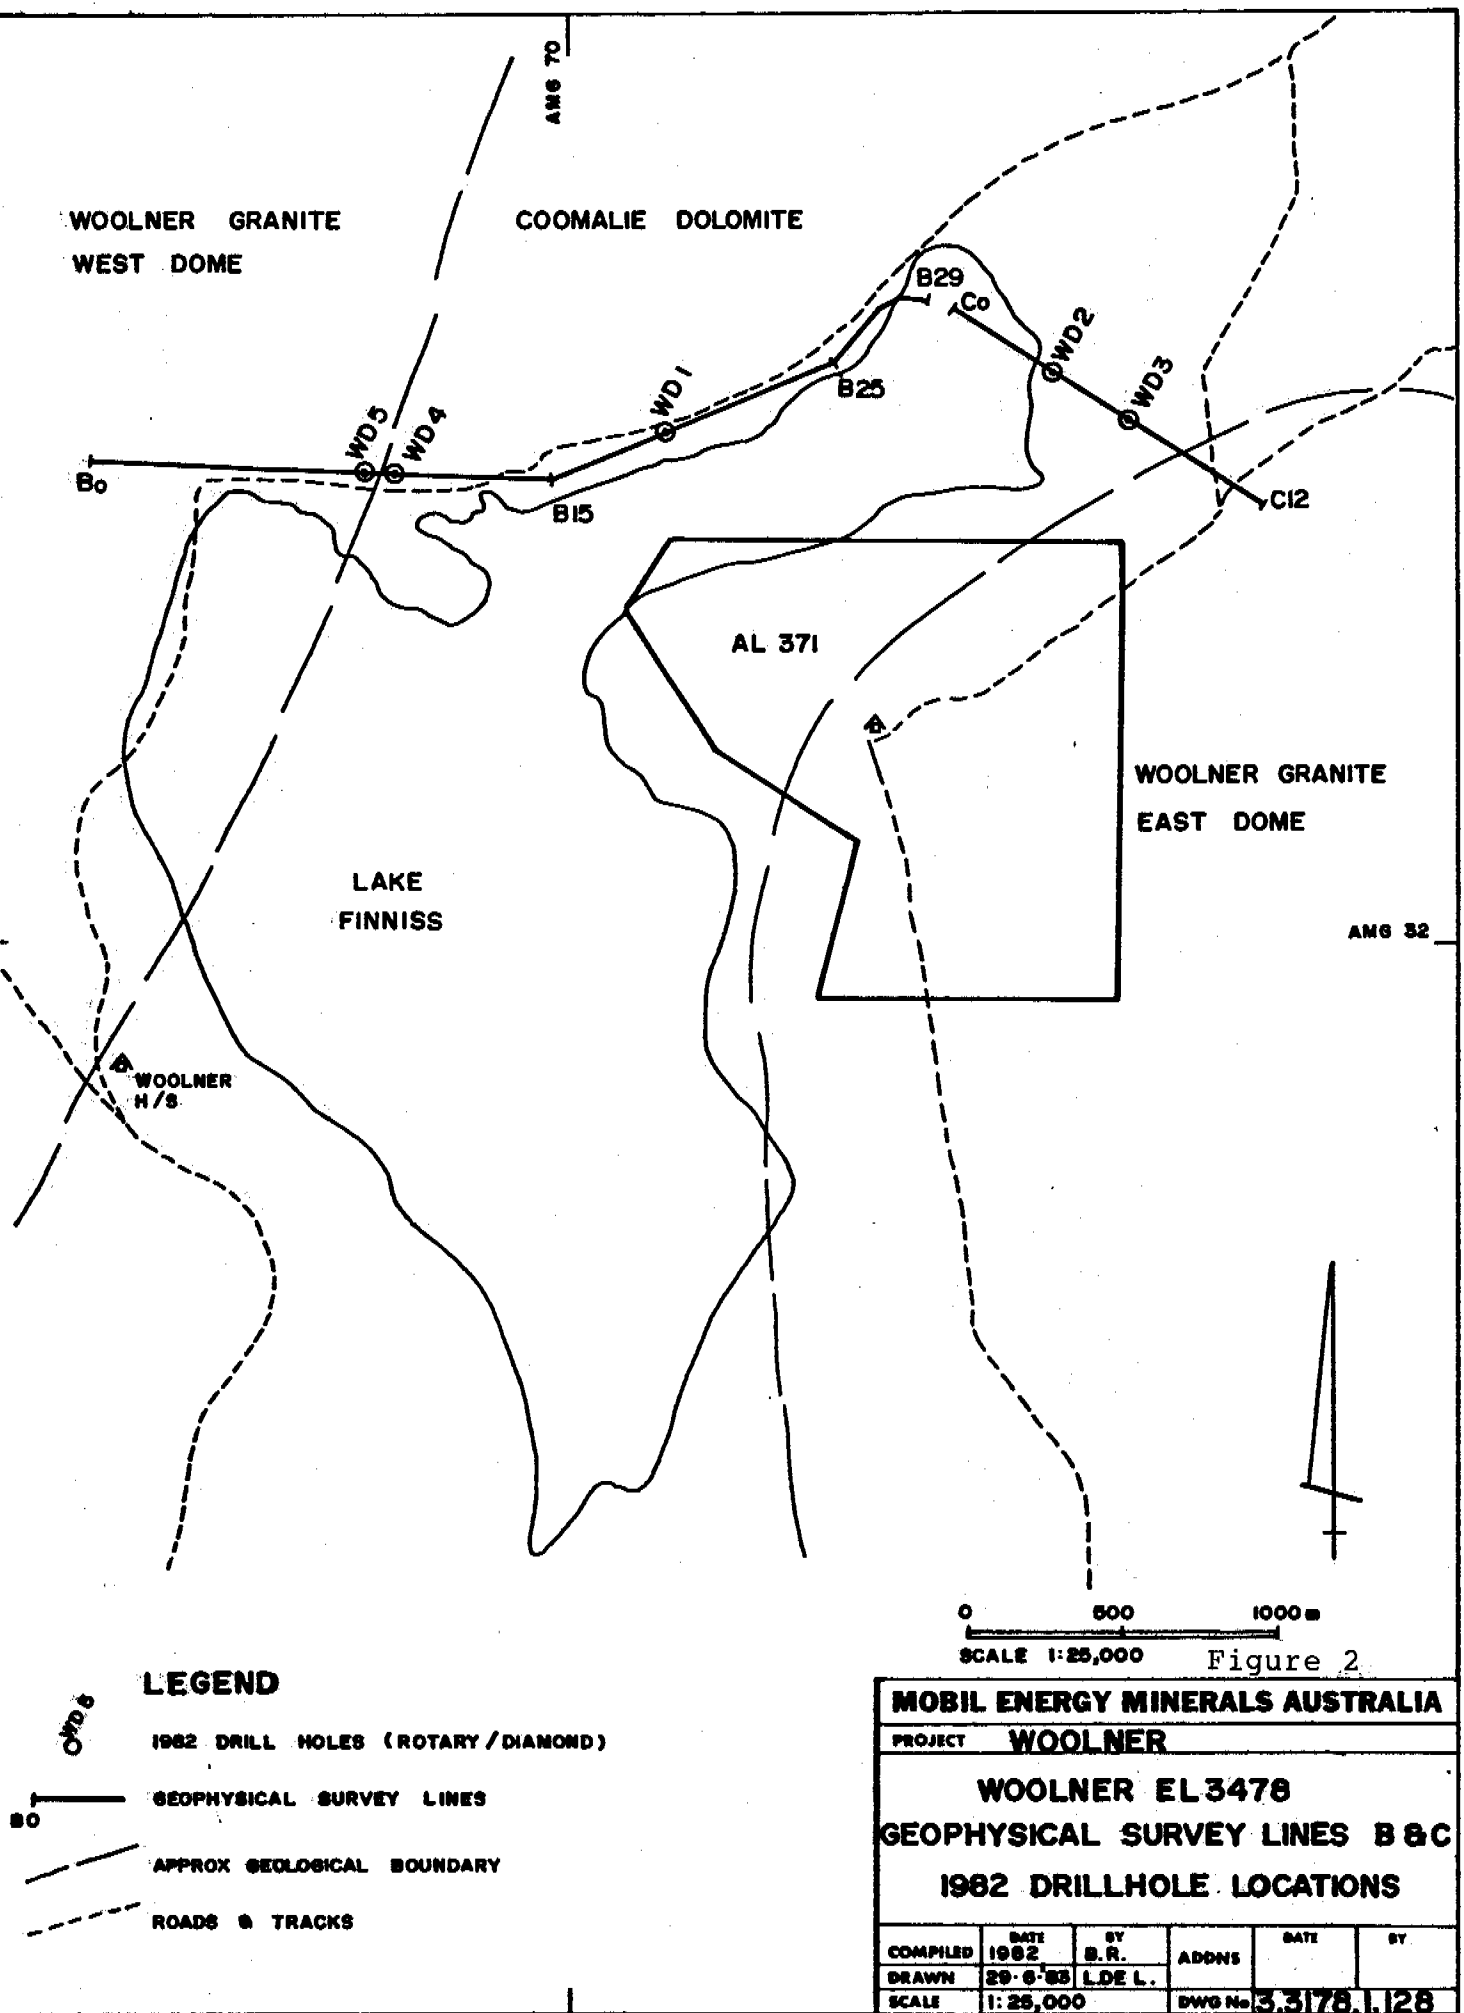 AMG 70
WOOLNER GRANITE
WEST DOME
COOMALIE DOLOMITE
B29
Co
WD2
WD3
WD1
B25
WD5
WD4
Bo
B15
C12
AL 371
WOOLNER GRANITE
EAST DOME
LAKE
FINNISS
AMG 32
WOOLNER
H/S
0 500 1000m
SCALE 1:25,000
Figure 2
LEGEND
1982 DRILL HOLES (ROTARY/DIAMOND)
BO
GEOPHYSICAL SURVEY LINES
APPROX GEOLOGICAL BOUNDARY
ROADS & TRACKS
MOBIL ENERGY MINERALS AUSTRALIA
PROJECT WOOLNER
WOOLNER EL 3478
GEOPHYSICAL SURVEY LINES B & C
1982 DRILLHOLE LOCATIONS
DATE BY DATE BY
COMPILED 1982 B.R. ADDNS
DRAWN 29·6·83 L.DE L.
SCALE 1:25,000 DWG No 3.3178.1.128